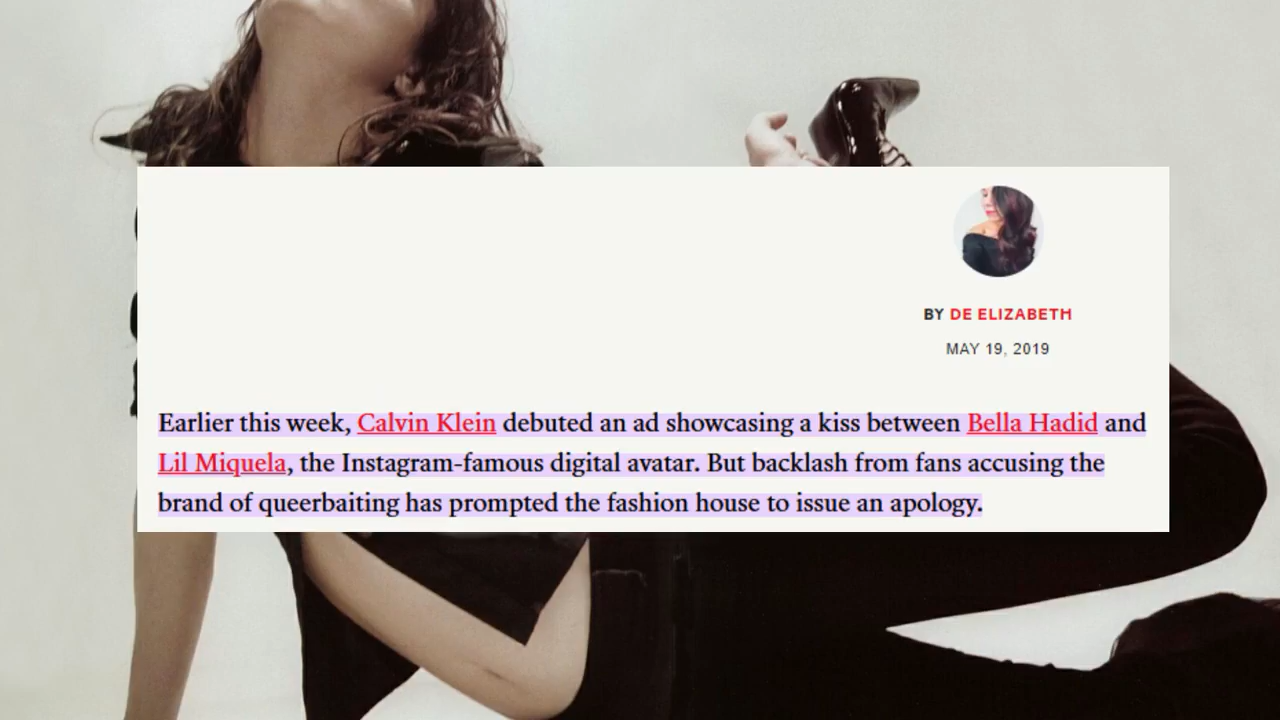 BY DE ELIZABETH
MAY 19, 2019
Earlier this week, Calvin Klein debuted an ad showcasing a kiss between Bella Hadid and
Lil Miquela, the Instagram-famous digital avatar. But backlash from fans accusing the
brand of queerbaiting has prompted the fashion house to issue an apology.